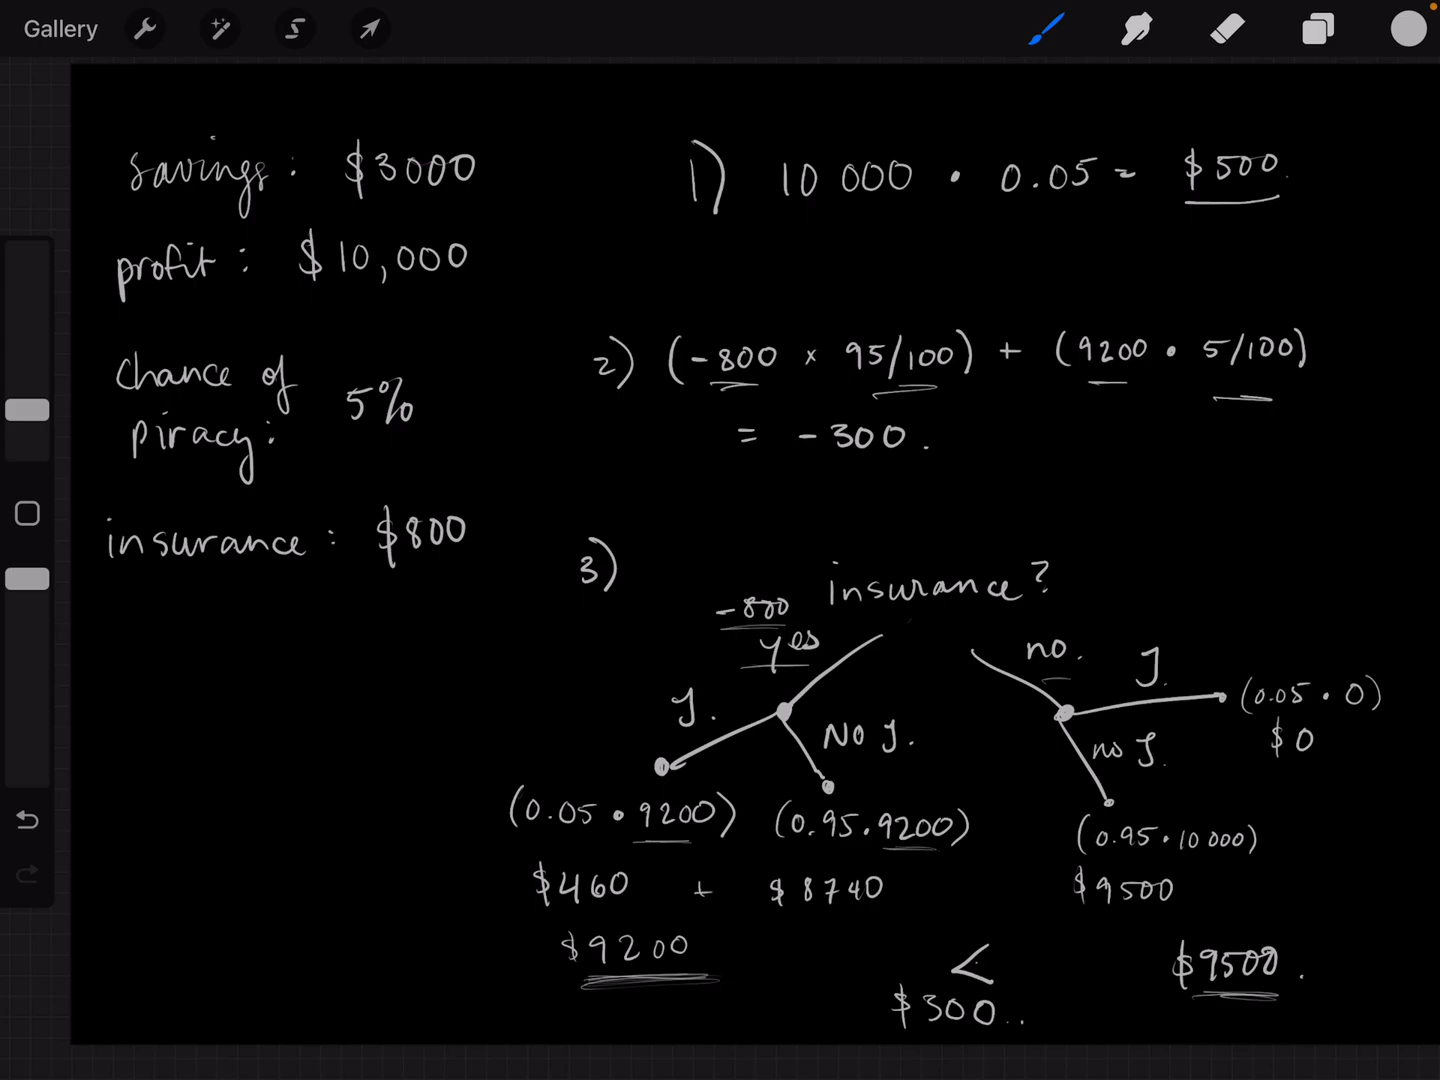 Gallery
savings: $3000
profit: $10,000
Chance of piracy: 5%
insurance: $800
1) 10 000 • 0.05 = $500
2) (-800 x 95/100) + (9200 • 5/100)
= -300.
3)
insurance?
-800
yes
no.
J.
J.
NO J.
no J.
(0.05 • 0)
$0
(0.05 • 9200) (0.95 • 9200)
(0.95 • 10 000)
$460 + $8740
$9500
$9200 < $9500.
$300..